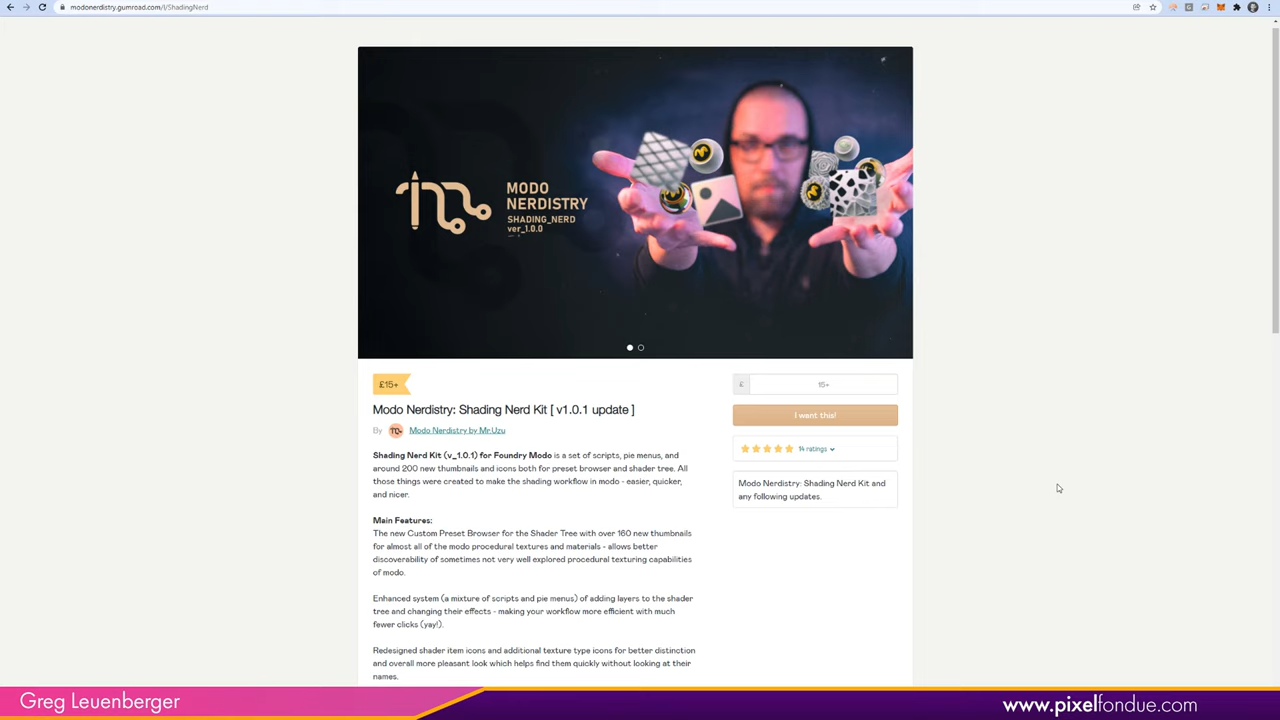 modonerdistry.gumroad.com/l/ShadingNerd
MODO
NERDISTRY
SHADING_NERD
ver_1.0.0
£15+
£
15+
Modo Nerdistry: Shading Nerd Kit [ v1.0.1 update ]
I want this!
By Modo Nerdistry by Mr.Uzu
14 ratings
Shading Nerd Kit (v_1.0.1) for Foundry Modo is a set of scripts, pie menus, and
around 200 new thumbnails and icons both for preset browser and shader tree. All
those things were created to make the shading workflow in modo - easier, quicker,
and nicer.
Modo Nerdistry: Shading Nerd Kit and
any following updates.
Main Features:
The new Custom Preset Browser for the Shader Tree with over 160 new thumbnails
for almost all of the modo procedural textures and materials - allows better
discoverability of sometimes not very well explored procedural texturing capabilities
of modo.
Enhanced system (a mixture of scripts and pie menus) of adding layers to the shader
tree and changing their effects - making your workflow more efficient with much
fewer clicks (yay!).
Redesigned shader item icons and additional texture type icons for better distinction
and overall more pleasant look which helps find them quickly without looking at their
names.
Greg Leuenberger
www.pixelfondue.com